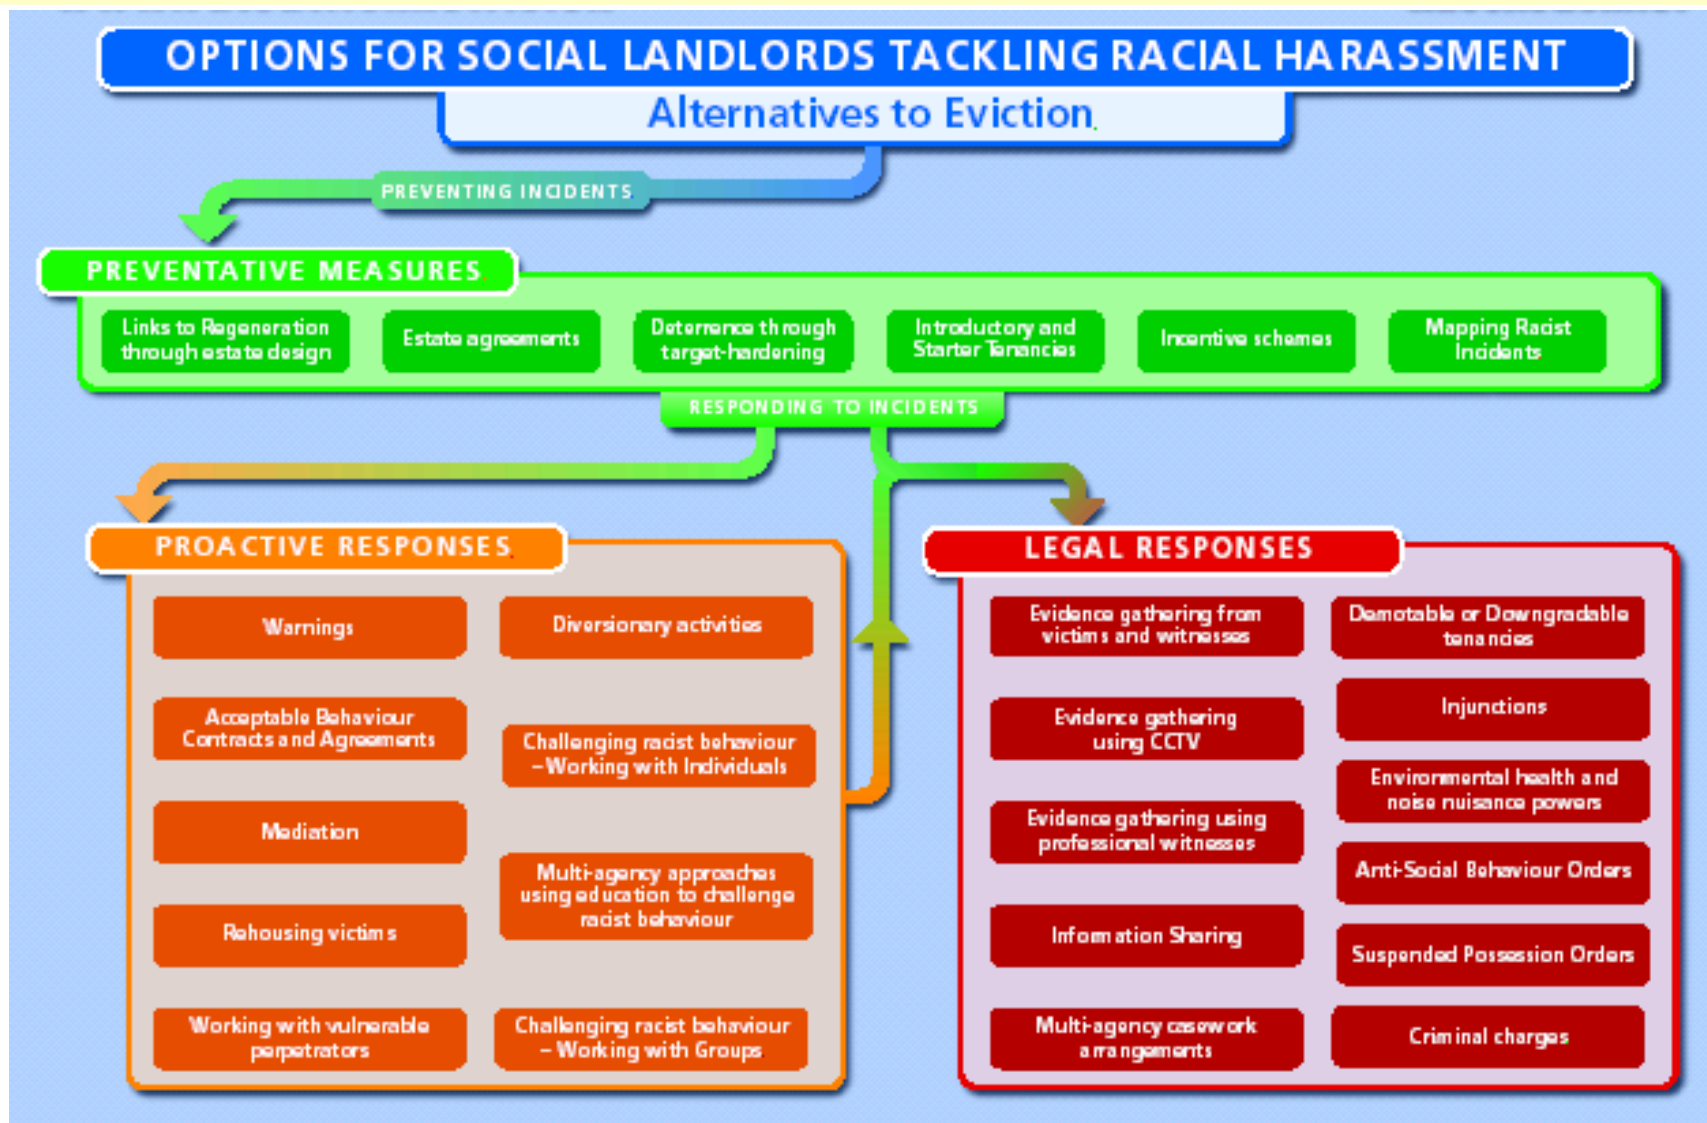 OPTIONS FOR SOCIAL LANDLORDS TACKLING RACIAL HARASSMENT
Alternatives to Eviction
PREVENTING INCIDENTS
PREVENTATIVE MEASURES
Links to Regeneration
through estate design
Estate agreements
Deterrence through
target-hardening
Introductory and
Starter Tenancies
Incentive schemes
Mapping Racist
Incidents
RESPONDING TO INCIDENTS
PROACTIVE RESPONSES
Warnings
Acceptable Behaviour
Contracts and Agreements
Mediation
Rehousing victims
Working with vulnerable
perpetrators
Diversionary activities
Challenging racist behaviour
– Working with Individuals
Multi-agency approaches
using education to challenge
racist behaviour
Challenging racist behaviour
– Working with Groups
LEGAL RESPONSES
Evidence gathering from
victims and witnesses
Evidence gathering
using CCTV
Evidence gathering using
professional witnesses
Information Sharing
Multi-agency casework
arrangements
Demotable or Downgradable
tenancies
Injunctions
Environmental health and
noise nuisance powers
Anti-Social Behaviour Orders
Suspended Possession Orders
Criminal charges